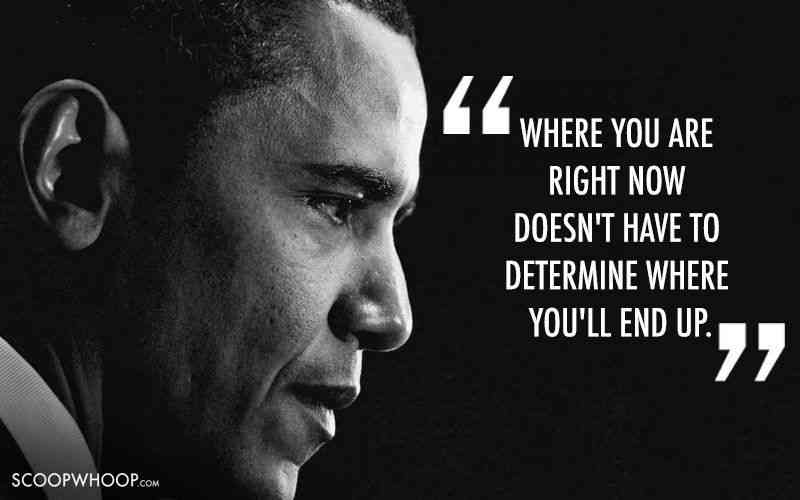 “WHERE YOU ARE
RIGHT NOW
DOESN'T HAVE TO
DETERMINE WHERE
YOU'LL END UP.”
SCOOPWHOOP.COM